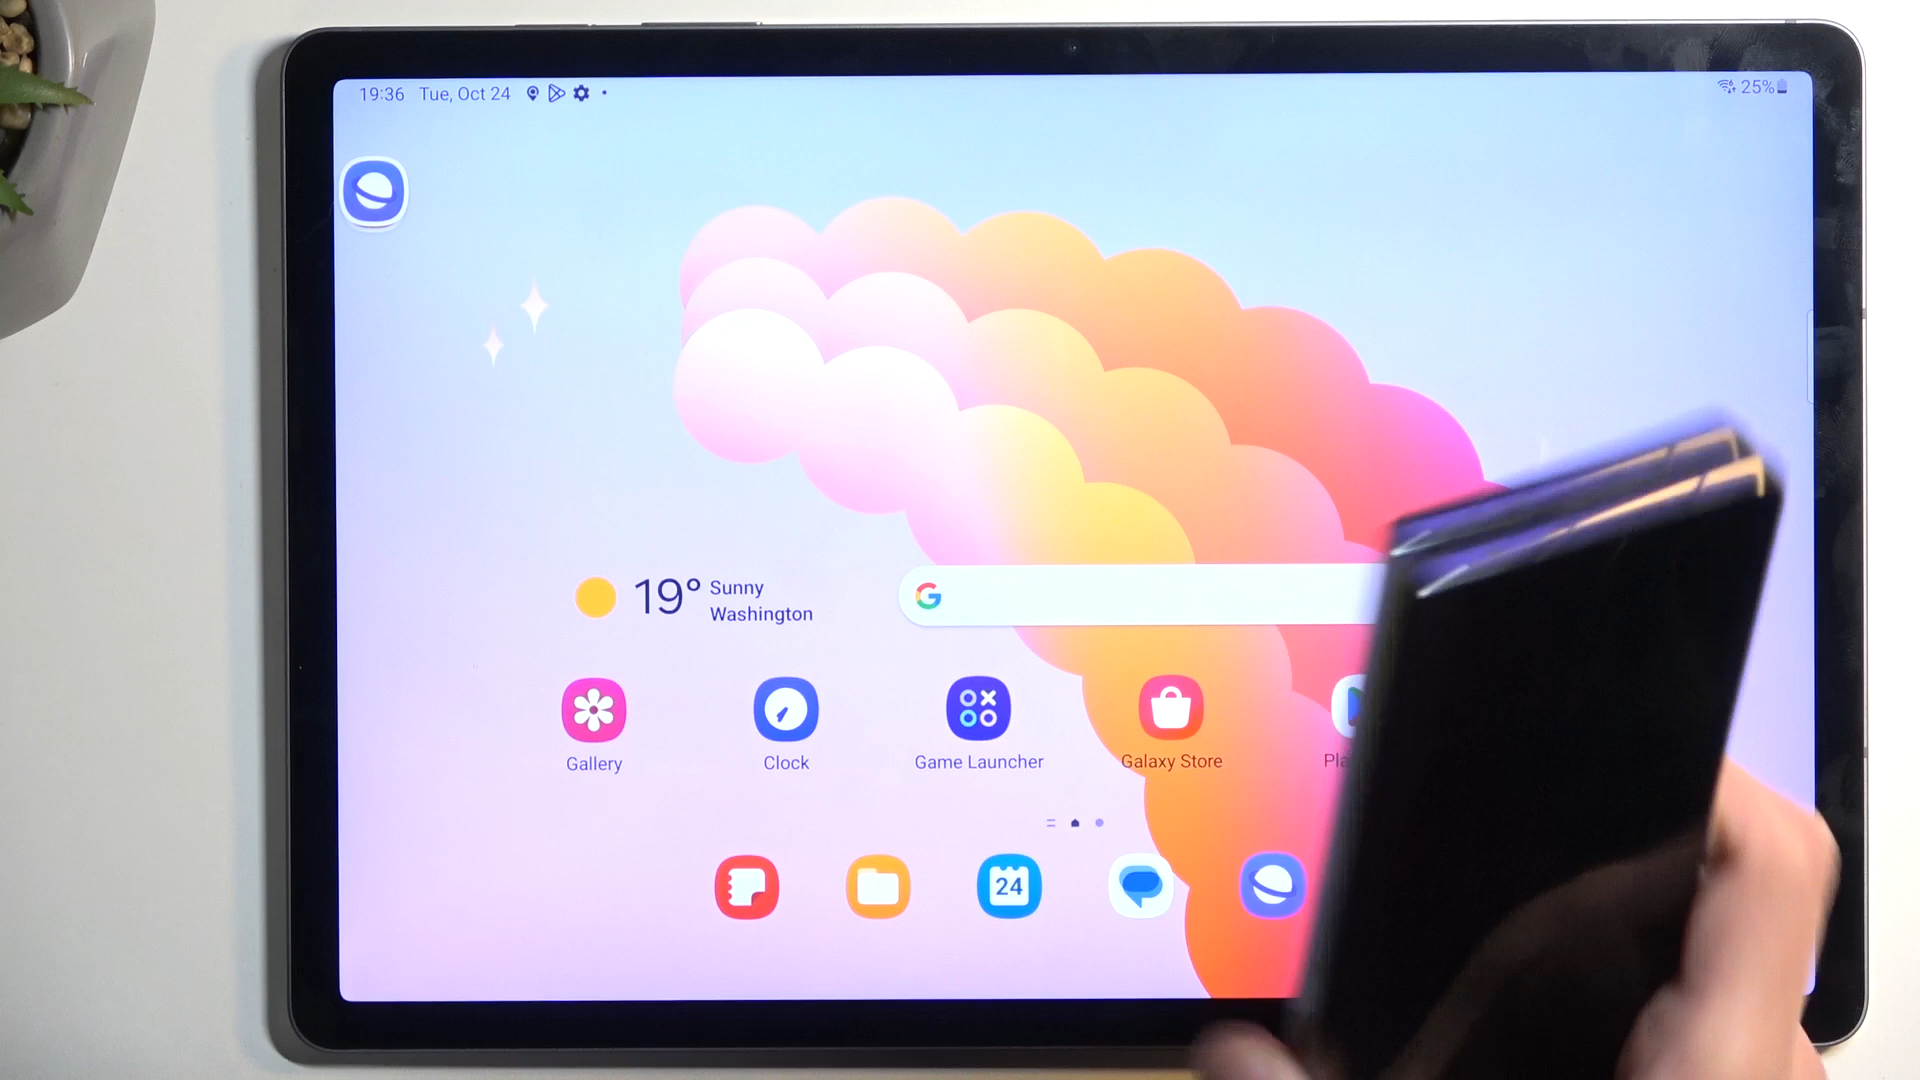 19:36 Tue, Oct 24
25%
19° Sunny
Washington
G
Gallery
Clock
Game Launcher
Galaxy Store
24